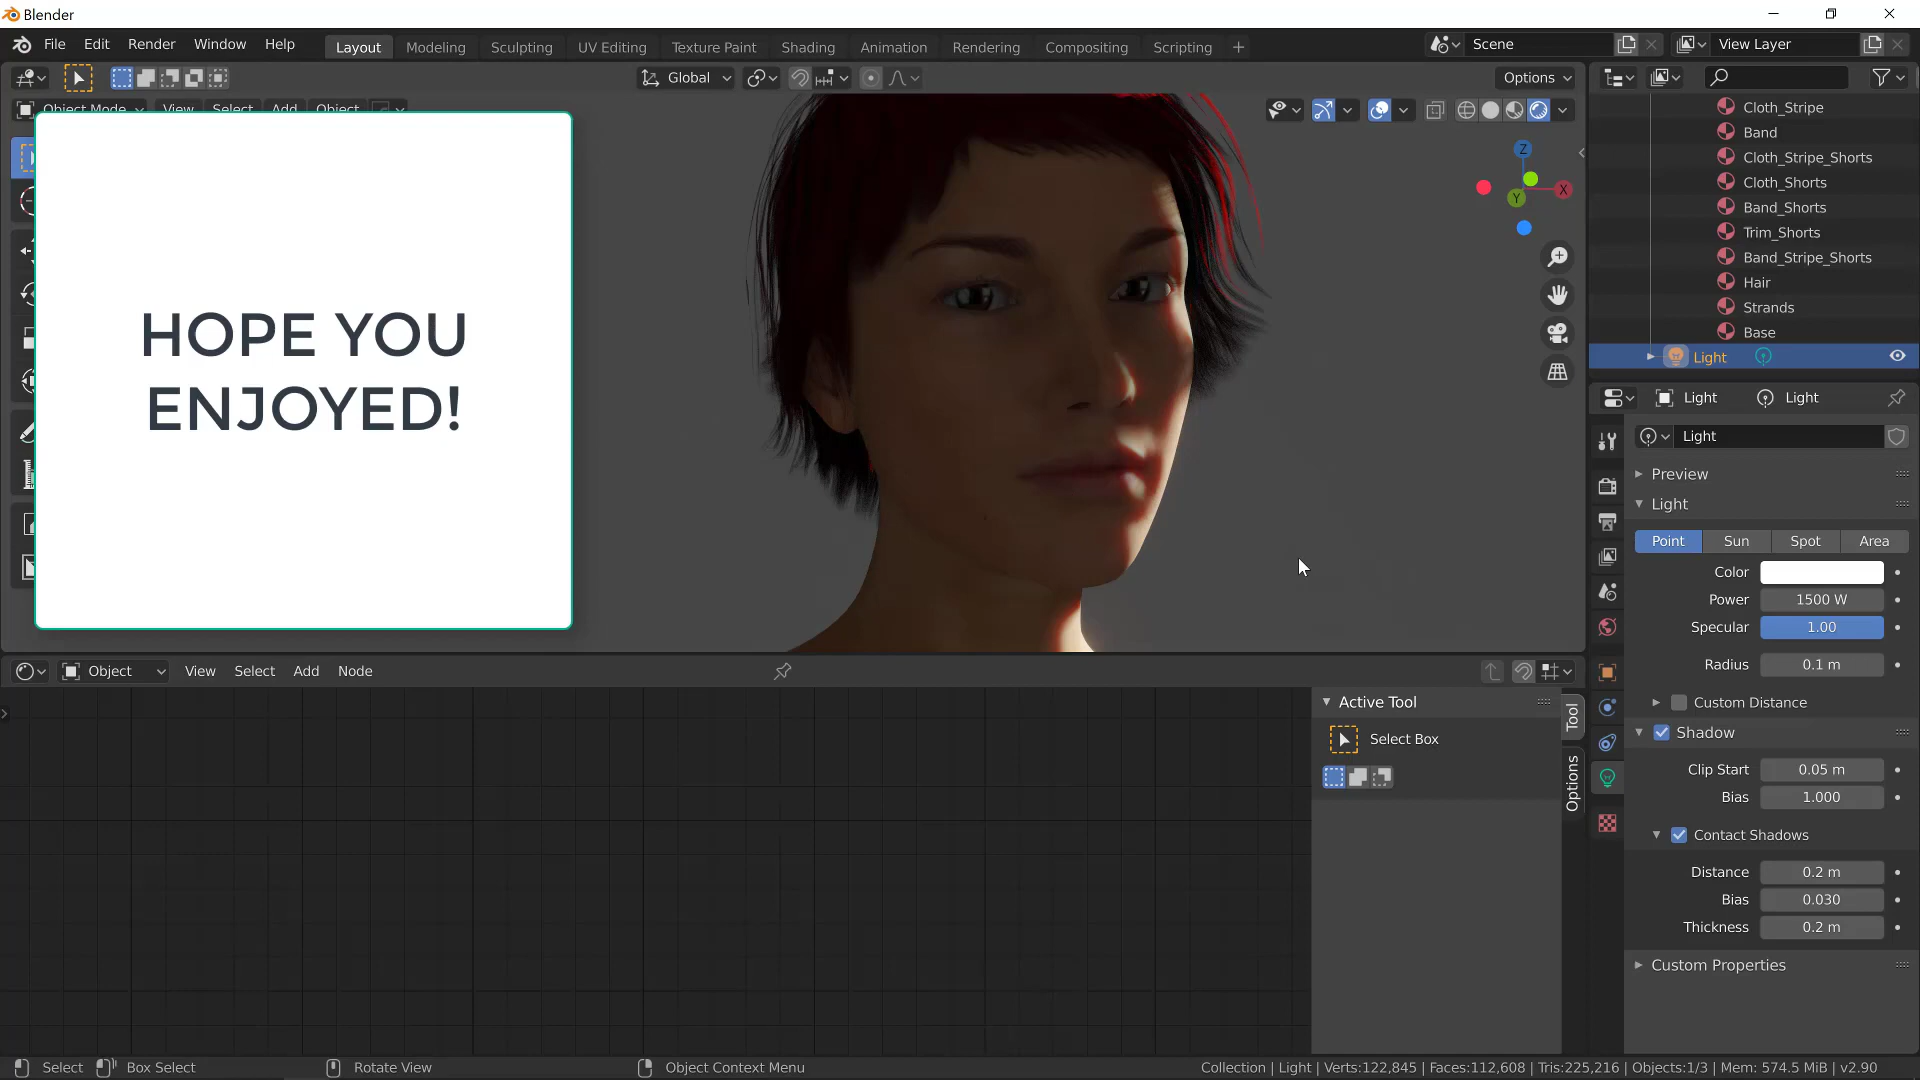 Blender
File Edit Render Window Help Layout Modeling Sculpting UV Editing Texture Paint Shading Animation Rendering Compositing Scripting + Scene View Layer
Global Options
Object Mode View Select Add Object
HOPE YOU
ENJOYED!
Z
X
Y
Cloth_Stripe
Band
Cloth_Stripe_Shorts
Cloth_Shorts
Band_Shorts
Trim_Shorts
Band_Stripe_Shorts
Hair
Strands
Base
Light
Light Light
Light
Preview
Light
Point Sun Spot Area
Color
Power 1500 W
Specular 1.00
Radius 0.1 m
Custom Distance
Shadow
Clip Start 0.05 m
Bias 1.000
Contact Shadows
Distance 0.2 m
Bias 0.030
Thickness 0.2 m
Custom Properties
Object View Select Add Node
Active Tool
Select Box
Tool
Options
Select Box Select Rotate View Object Context Menu Collection | Light | Verts:122,845 | Faces:112,608 | Tris:225,216 | Objects:1/3 | Mem: 574.5 MiB | v2.90